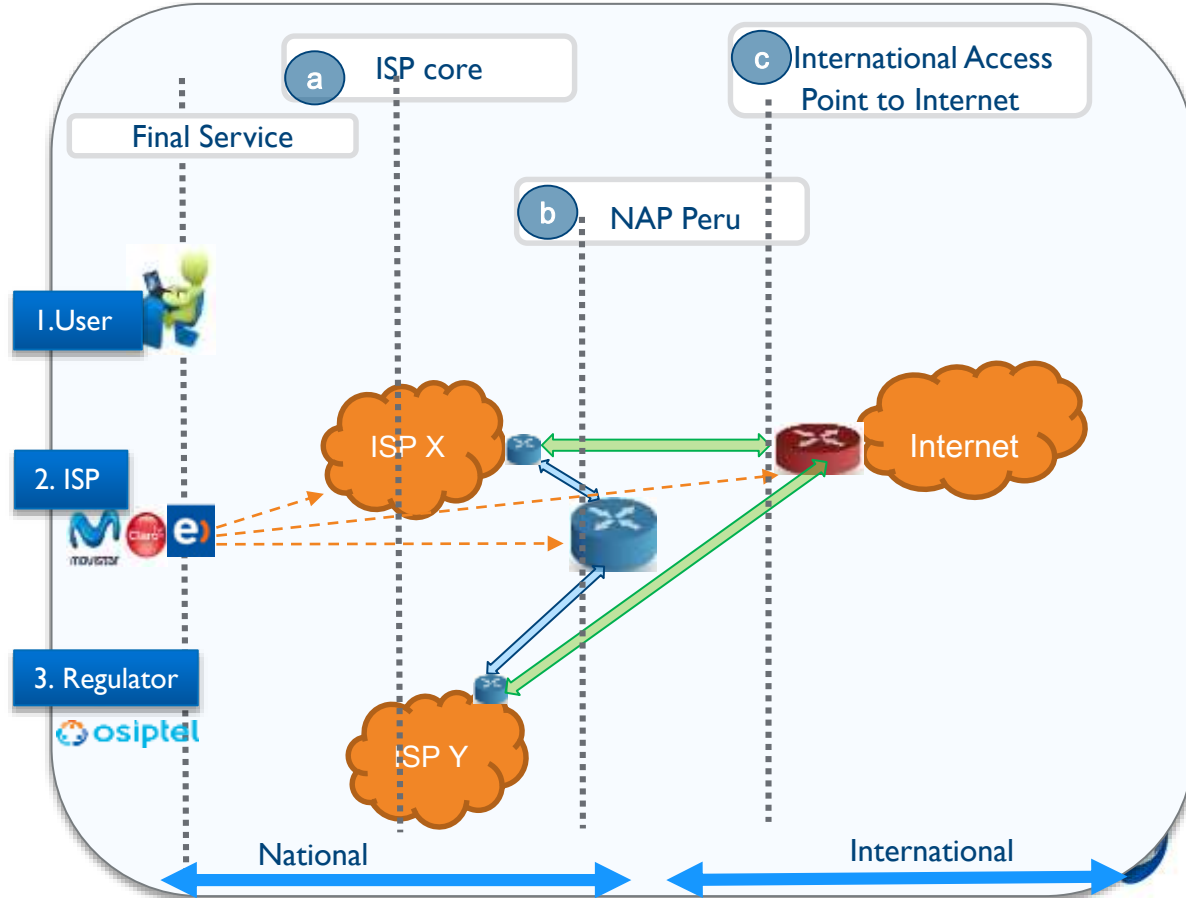 a
ISP core
c
International Access
Point to Internet
Final Service
b
NAP Peru
1.User
ISP X
Internet
2. ISP
movistar
Claro
e
3. Regulator
osiptel
ISP Y
National
International